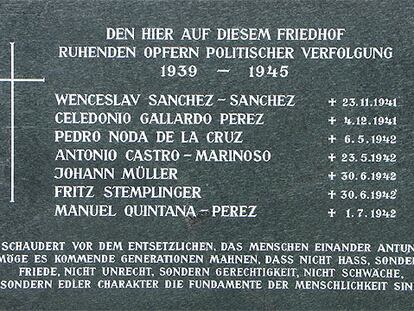 DEN HIER AUF DIESEM FRIEDHOF
RUHENDEN OPFERN POLITISCHER VERFOLGUNG
1939 — 1945
WENCESLAV SANCHEZ – SANCHEZ + 23.11.1941
CELEDONIO GALLARDO PEREZ + 4.12.1941
PEDRO NODA DE LA CRUZ + 6.5.1942
ANTONIO CASTRO – MARINOSO + 23.5.1942
JOHANN MÜLLER + 30.6.1942
FRITZ STEMPLINGER + 30.6.1942
MANUEL QUINTANA – PEREZ + 1.7.1942
SCHAUDERT VOR DEM ENTSETZLICHEN, DAS MENSCHEN EINANDER ANTUN
MÖGE ES KOMMENDE GENERATIONEN MAHNEN, DASS NICHT HASS, SONDE
FRIEDE, NICHT UNRECHT, SONDERN GERECHTIGKEIT, NICHT SCHWÄCHE,
SONDERN EDLER CHARAKTER DIE FUNDAMENTE DER MENSCHLICHKEIT SIN